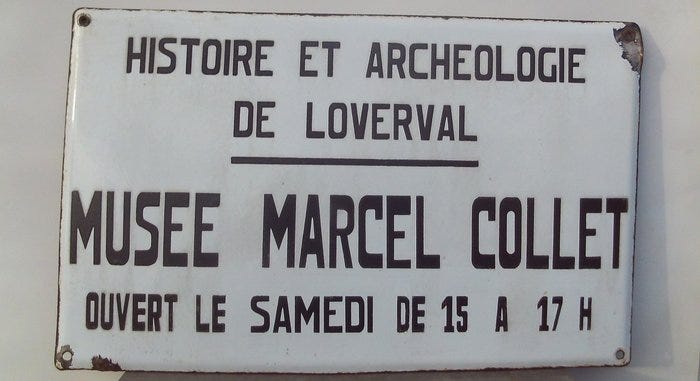 HISTOIRE ET ARCHEOLOGIE
DE LOVERVAL
MUSEE MARCEL COLLET
OUVERT LE SAMEDI DE 15 A 17 H